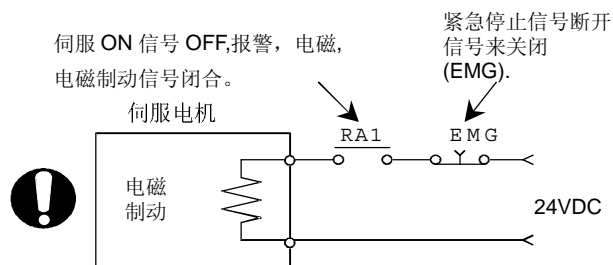 伺服 ON 信号 OFF,报警，电磁,
电磁制动信号闭合。
紧急停止信号断开
信号来关闭
(EMG).
伺服电机
RA1
EMG
电磁
制动
24VDC